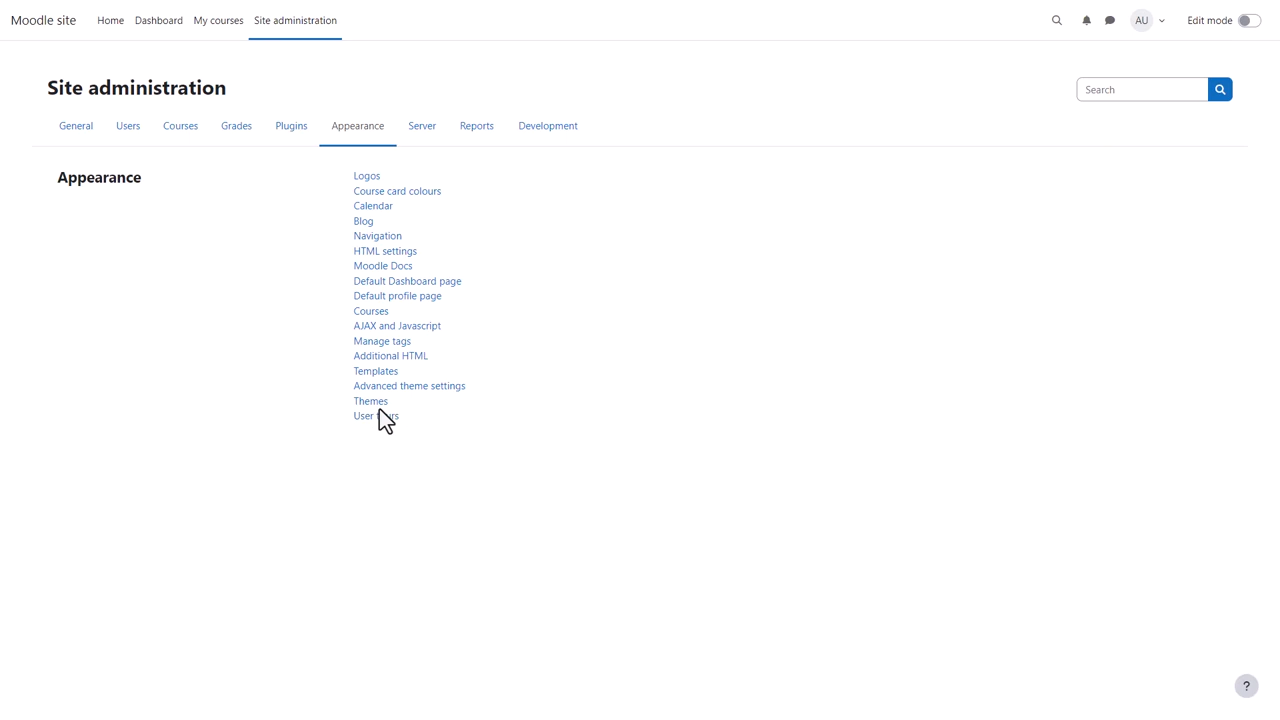 Moodle site Home Dashboard My courses Site administration AU Edit mode
Site administration
Search
General Users Courses Grades Plugins Appearance Server Reports Development
Appearance
Logos
Course card colours
Calendar
Blog
Navigation
HTML settings
Moodle Docs
Default Dashboard page
Default profile page
Courses
AJAX and Javascript
Manage tags
Additional HTML
Templates
Advanced theme settings
Themes
User tours
?